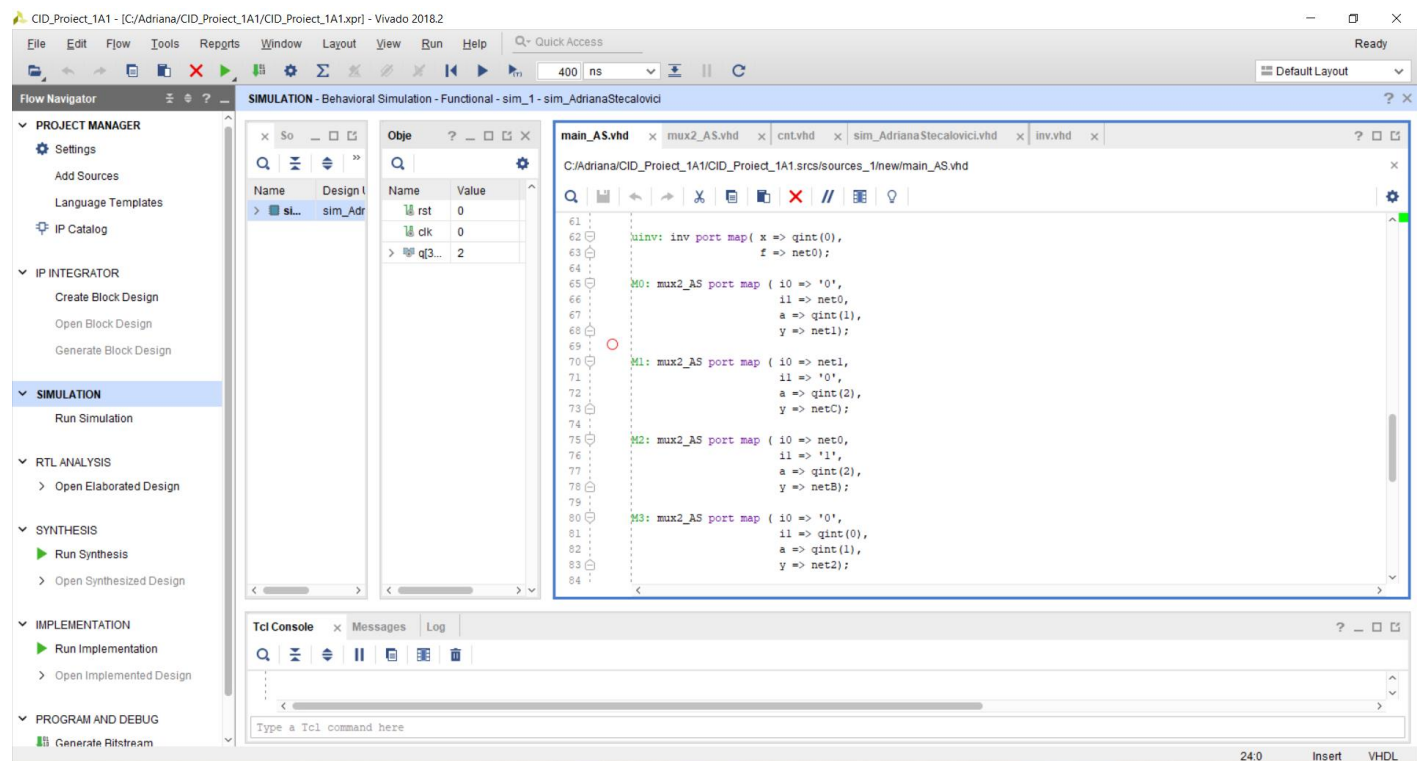 CID_Proiect_1A1 - [C:/Adriana/CID_Proiect_1A1/CID_Proiect_1A1.xpr] - Vivado 2018.2
File Edit Flow Tools Reports Window Layout View Run Help Quick Access
Ready
400 ns
Default Layout
Flow Navigator
SIMULATION - Behavioral Simulation - Functional - sim_1 - sim_AdrianaStecalovici
PROJECT MANAGER
Settings
Add Sources
Language Templates
IP Catalog
IP INTEGRATOR
Create Block Design
Open Block Design
Generate Block Design
SIMULATION
Run Simulation
RTL ANALYSIS
Open Elaborated Design
SYNTHESIS
Run Synthesis
Open Synthesized Design
IMPLEMENTATION
Run Implementation
Open Implemented Design
PROGRAM AND DEBUG
Generate Bitstream
So
Name Design U
si... sim_Adr
Obje
Name Value
rst 0
clk 0
q[3... 2
main_AS.vhd mux2_AS.vhd cnt.vhd sim_AdrianaStecalovici.vhd inv.vhd
C:/Adriana/CID_Proiect_1A1/CID_Proiect_1A1.srcs/sources_1/new/main_AS.vhd
61
62 uinv: inv port map( x => qint(0),
63 f => net0);
64
65 M0: mux2_AS port map ( i0 => '0',
66 i1 => net0,
67 a => qint(1),
68 y => net1);
69
70 M1: mux2_AS port map ( i0 => net1,
71 i1 => '0',
72 a => qint(2),
73 y => netC);
74
75 M2: mux2_AS port map ( i0 => net0,
76 i1 => '1',
77 a => qint(2),
78 y => netB);
79
80 M3: mux2_AS port map ( i0 => '0',
81 i1 => qint(0),
82 a => qint(1),
83 y => net2);
84
Tcl Console Messages Log
Type a Tcl command here
24:0 Insert VHDL